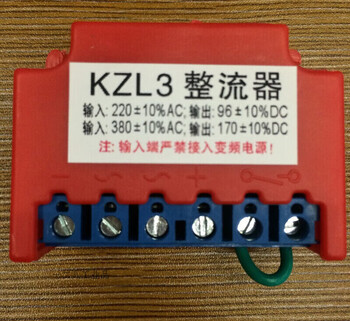 KZL3 整流器
输入: 220±10%AC; 输出: 96±10%DC
输入: 380±10%AC; 输出: 170±10%DC
注: 输入端严禁接入变频电源!
- ~ ~ +